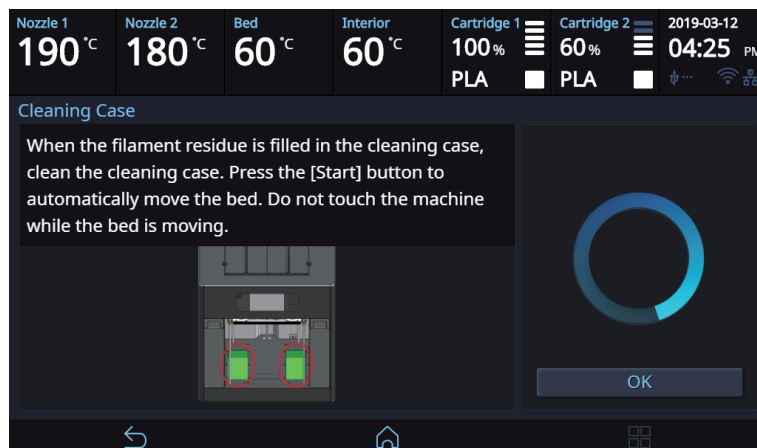 Nozzle 1 Nozzle 2 Bed Interior Cartridge 1 Cartridge 2 2019-03-12
190 °C 180 °C 60 °C 60 °C 100 % 60 % 04:25 PM
PLA PLA
Cleaning Case
When the filament residue is filled in the cleaning case,
clean the cleaning case. Press the [Start] button to
automatically move the bed. Do not touch the machine
while the bed is moving.
OK